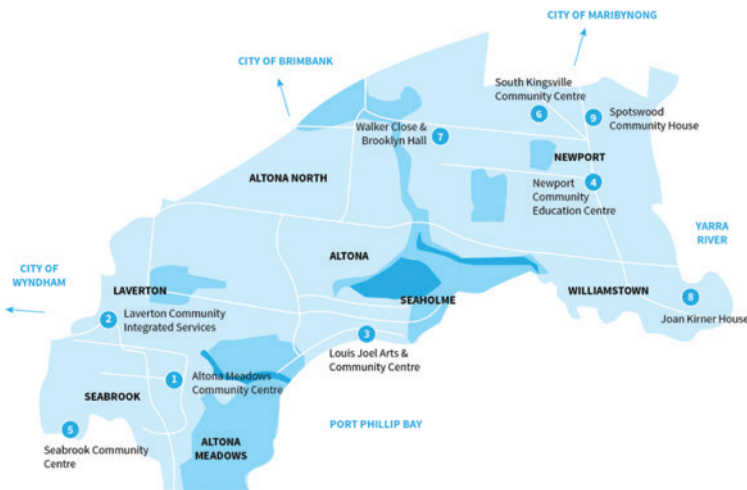 CITY OF MARIBYNONG
CITY OF BRIMBANK
South Kingsville
Community Centre
6
9
Spotswood
Community House
Walker Close &
Brooklyn Hall
7
NEWPORT
ALTONA NORTH
4
Newport
Community
Education Centre
YARRA
RIVER
ALTONA
CITY OF
WYNDHAM
LAVERTON
SEAHOLME
WILLIAMSTOWN
8
Joan Kirner House
2
Laverton Community
Integrated Services
3
Louis Joel Arts &
Community Centre
1
Altona Meadows
Community Centre
SEABROOK
5
Seabrook Community
Centre
PORT PHILLIP BAY
ALTONA
MEADOWS